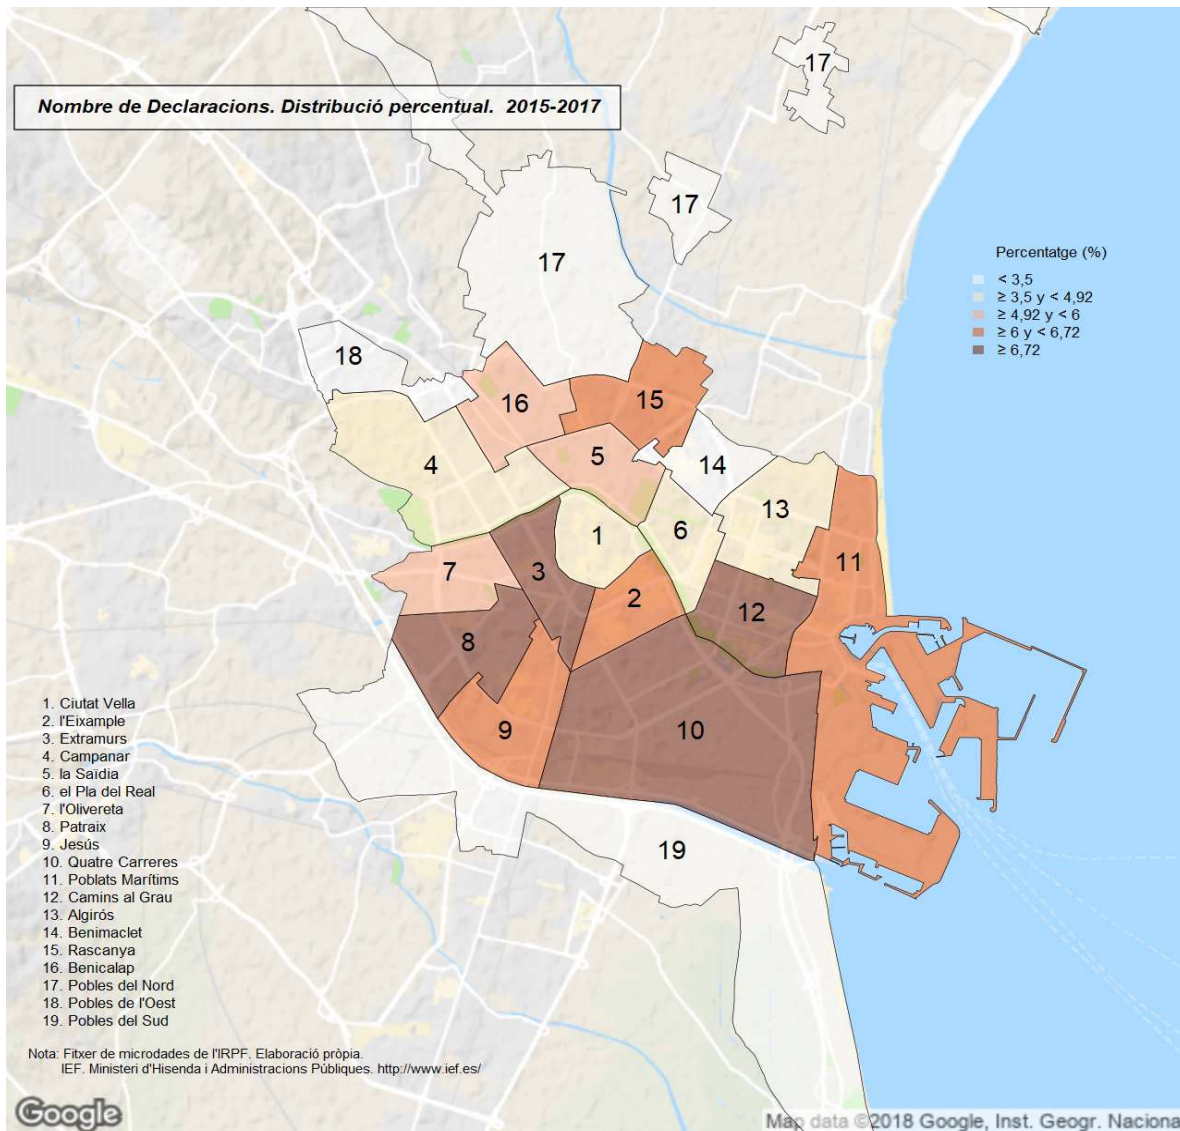 Nombre de Declaracions. Distribució percentual. 2015-2017
17
17
17
Percentatge (%)
< 3,5
≥ 3,5 y < 4,92
≥ 4,92 y < 6
≥ 6 y < 6,72
≥ 6,72
18
16
15
4
5
14
13
6
1
11
7
3
2
12
8
9
10
19
1. Ciutat Vella
2. l'Eixample
3. Extramurs
4. Campanar
5. la Saïdia
6. el Pla del Real
7. l'Olivereta
8. Patraix
9. Jesús
10. Quatre Carreres
11. Poblats Marítims
12. Camins al Grau
13. Algirós
14. Benimaclet
15. Rascanya
16. Benicalap
17. Pobles del Nord
18. Pobles de l'Oest
19. Pobles del Sud
Nota: Fitxer de microdades de l'IRPF. Elaboració pròpia.
IEF. Ministeri d'Hisenda i Administracions Públiques. http://www.ief.es/
Google
Map data ©2018 Google, Inst. Geogr. Naciona